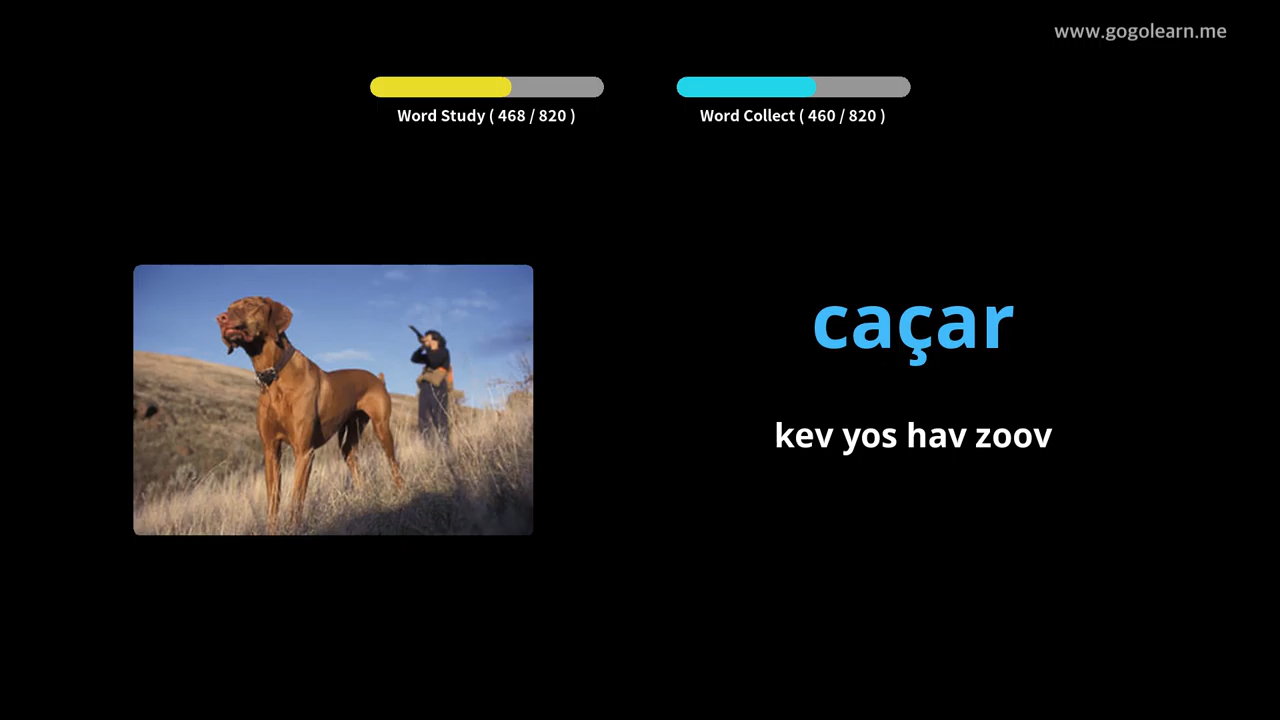 www.gogolearn.me
Word Study ( 468 / 820 )
Word Collect ( 460 / 820 )
caçar
kev yos hav zoov